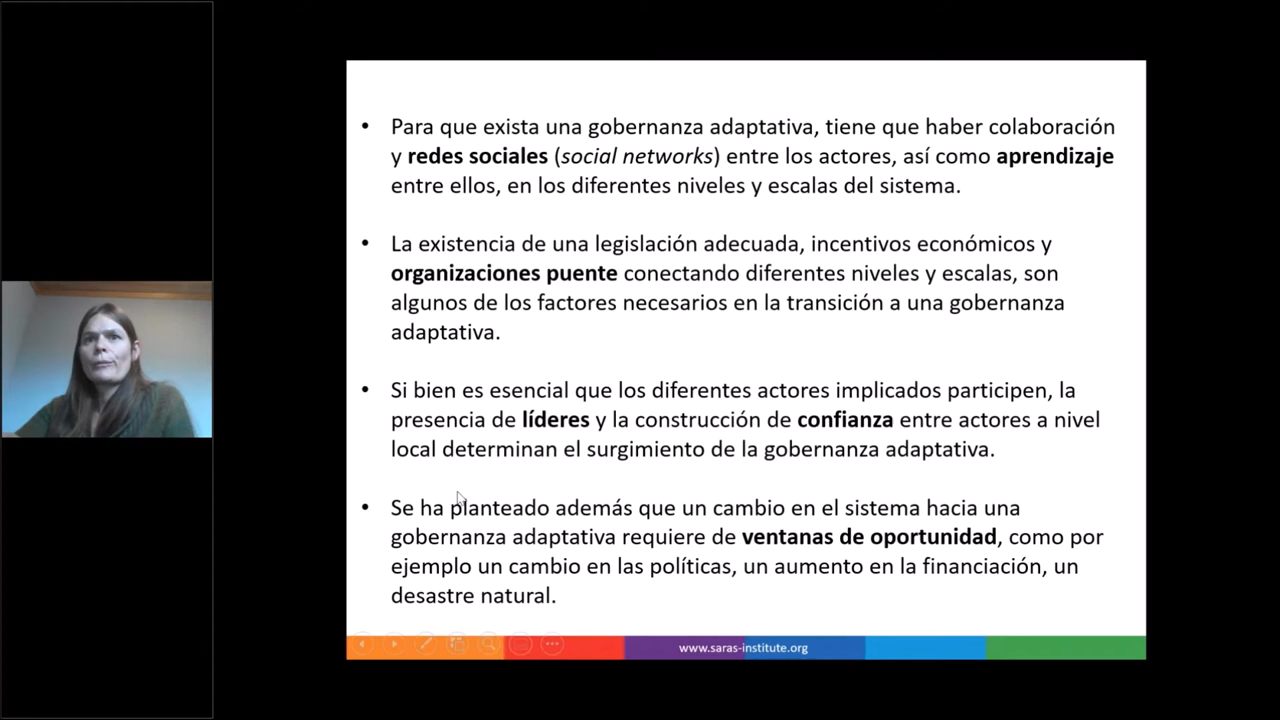 • Para que exista una gobernanza adaptativa, tiene que haber colaboración
y redes sociales (social networks) entre los actores, así como aprendizaje
entre ellos, en los diferentes niveles y escalas del sistema.
• La existencia de una legislación adecuada, incentivos económicos y
organizaciones puente conectando diferentes niveles y escalas, son
algunos de los factores necesarios en la transición a una gobernanza
adaptativa.
• Si bien es esencial que los diferentes actores implicados participen, la
presencia de líderes y la construcción de confianza entre actores a nivel
local determinan el surgimiento de la gobernanza adaptativa.
• Se ha planteado además que un cambio en el sistema hacia una
gobernanza adaptativa requiere de ventanas de oportunidad, como por
ejemplo un cambio en las políticas, un aumento en la financiación, un
desastre natural.
www.saras-institute.org